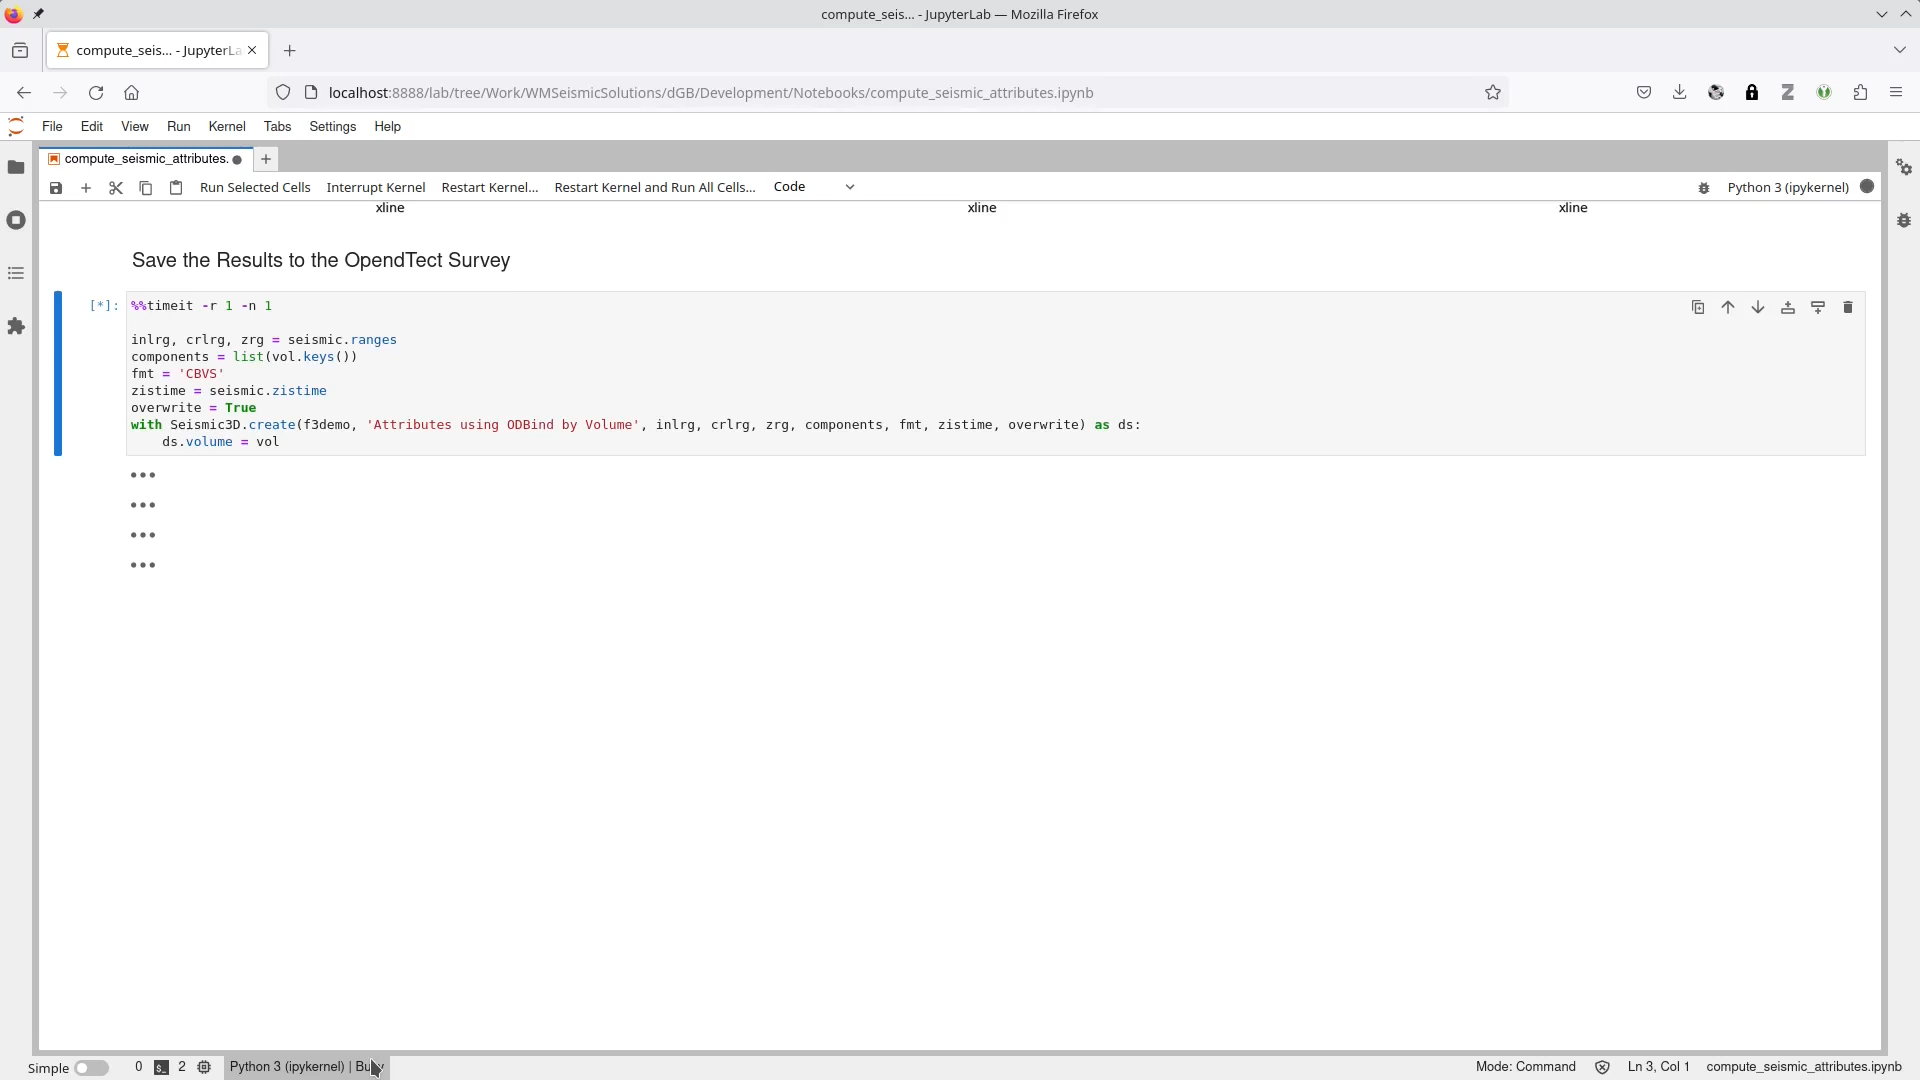 compute_seis... - JupyterLab — Mozilla Firefox
compute_seis... - JupyterLa
localhost:8888/lab/tree/Work/WMSeismicSolutions/dGB/Development/Notebooks/compute_seismic_attributes.ipynb
File Edit View Run Kernel Tabs Settings Help
compute_seismic_attributes.
Run Selected Cells Interrupt Kernel Restart Kernel... Restart Kernel and Run All Cells... Code Python 3 (ipykernel)
xline xline xline
Save the Results to the OpendTect Survey
[*]: %%timeit -r 1 -n 1
inlrg, crlrg, zrg = seismic.ranges
components = list(vol.keys())
fmt = 'CBVS'
zistime = seismic.zistime
overwrite = True
with Seismic3D.create(f3demo, 'Attributes using ODBind by Volume', inlrg, crlrg, zrg, components, fmt, zistime, overwrite) as ds:
    ds.volume = vol
Simple 0 $_ 2 Python 3 (ipykernel) | Mode: Command Ln 3, Col 1 compute_seismic_attributes.ipynb